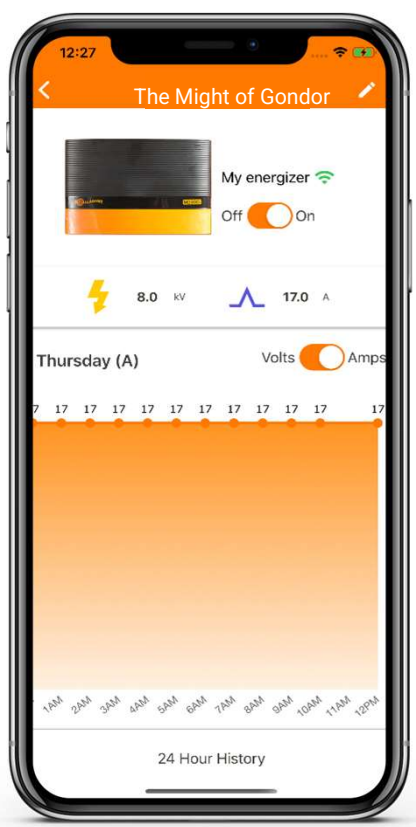 12:27
The Might of Gondor
My energizer
Off On
8.0 kV 17.0 A
Thursday (A)
Volts Amps
7 17 17 17 17 17 17 17 17 17 17 17
1AM 2AM 3AM 4AM 5AM 6AM 7AM 8AM 9AM 10AM 11AM 12PM
24 Hour History